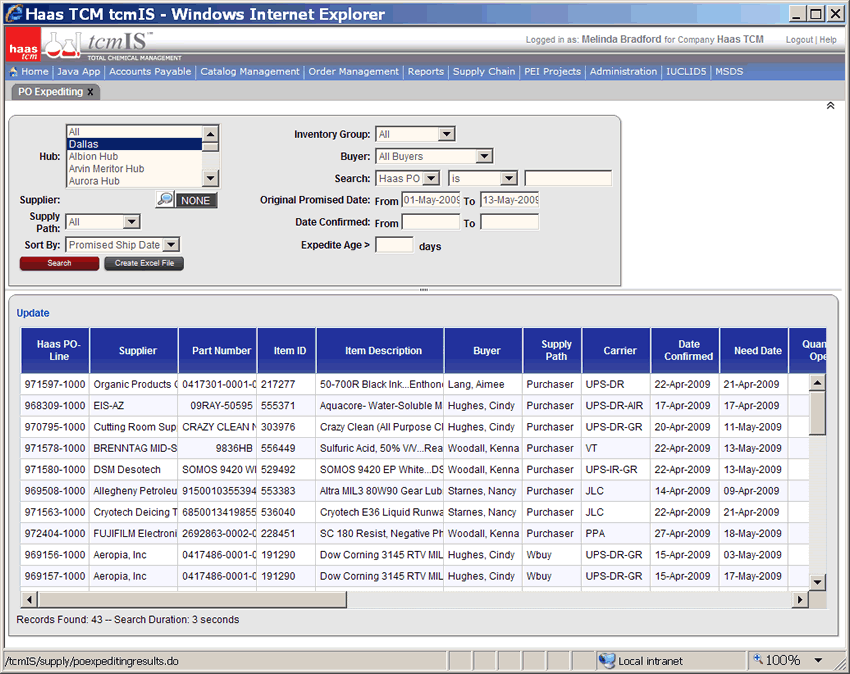 Haas TCM tcmIS - Windows Internet Explorer
haas tcm
tcmIS™
TOTAL CHEMICAL MANAGEMENT
Logged in as: Melinda Bradford for Company Haas TCM Logout | Help
Home | Java App | Accounts Payable | Catalog Management | Order Management | Reports | Supply Chain | PEI Projects | Administration | IUCLID5 | MSDS
PO Expediting X
Hub: All
Dallas
Albion Hub
Arvin Meritor Hub
Aurora Hub
Supplier: NONE
Supply Path: All
Sort By: Promised Ship Date
Search Create Excel File
Inventory Group: All
Buyer: All Buyers
Search: Haas PO is
Original Promised Date: From 01-May-2009 To 13-May-2009
Date Confirmed: From To
Expedite Age > days
Update
Haas PO-Line Supplier Part Number Item ID Item Description Buyer Supply Path Carrier Date Confirmed Need Date Quan Ope
971597-1000 Organic Products 0417301-0001-0 217277 50-700R Black Ink...Enthon Lang, Aimee Purchaser UPS-DR 22-Apr-2009 21-Apr-2009
968309-1000 EIS-AZ 09RAY-50595 555371 Aquacore- Water-Soluble M Hughes, Cindy Purchaser UPS-DR-AIR 17-Apr-2009 17-Apr-2009
970795-1000 Cutting Room Sup CRAZY CLEAN 303976 Crazy Clean (All Purpose Cl Hughes, Cindy Purchaser UPS-DR-GR 20-Apr-2009 11-May-2009
971578-1000 BRENNTAG MID-S 9836HB 556449 Sulfuric Acid, 50% V/V...Rea Woodall, Kenna Purchaser VT 22-Apr-2009 13-May-2009
971580-1000 DSM Desotech SOMOS 9420 WI 529492 SOMOS 9420 EP White...DS Woodall, Kenna Purchaser UPS-IR-GR 22-Apr-2009 13-May-2009
969508-1000 Allegheny Petroleu 9150010355394 553383 Altra MIL3 80W90 Gear Lub Starnes, Nancy Purchaser JLC 14-Apr-2009 09-Apr-2009
971563-1000 Cryotech Deicing T 6850013419855 536040 Cryotech E36 Liquid Runwa Starnes, Nancy Purchaser JLC 22-Apr-2009 21-Apr-2009
972404-1000 FUJIFILM Electroni 2692863-0002-0 228451 SC 180 Resist, Negative Ph Woodall, Kenna Purchaser PPA 27-Apr-2009 18-May-2009
969156-1000 Aeropia, Inc 0417486-0001-0 191290 Dow Corning 3145 RTV MIL Hughes, Cindy Wbuy UPS-DR-GR 15-Apr-2009 03-May-2009
969157-1000 Aeropia, Inc 0417486-0001-0 191290 Dow Corning 3145 RTV MIL Hughes, Cindy Wbuy UPS-DR-GR 15-Apr-2009 17-May-2009
Records Found: 43 -- Search Duration: 3 seconds
/tcmIS/supply/poexpeditingresults.do Local intranet 100%